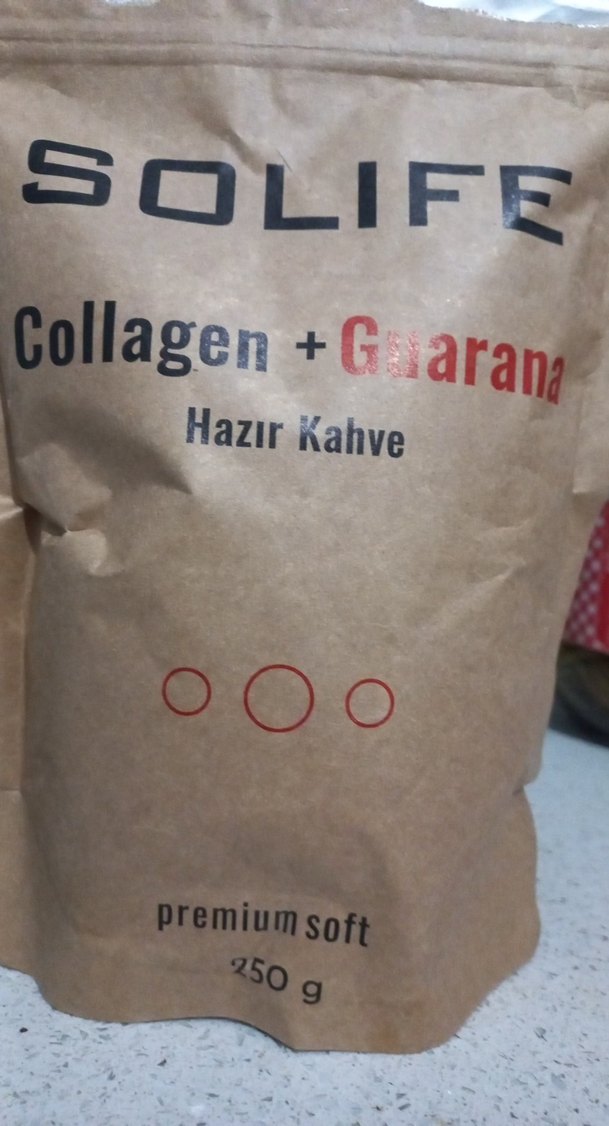 SOLIFE
Collagen + Guarana
Hazır Kahve
premium soft
250 g